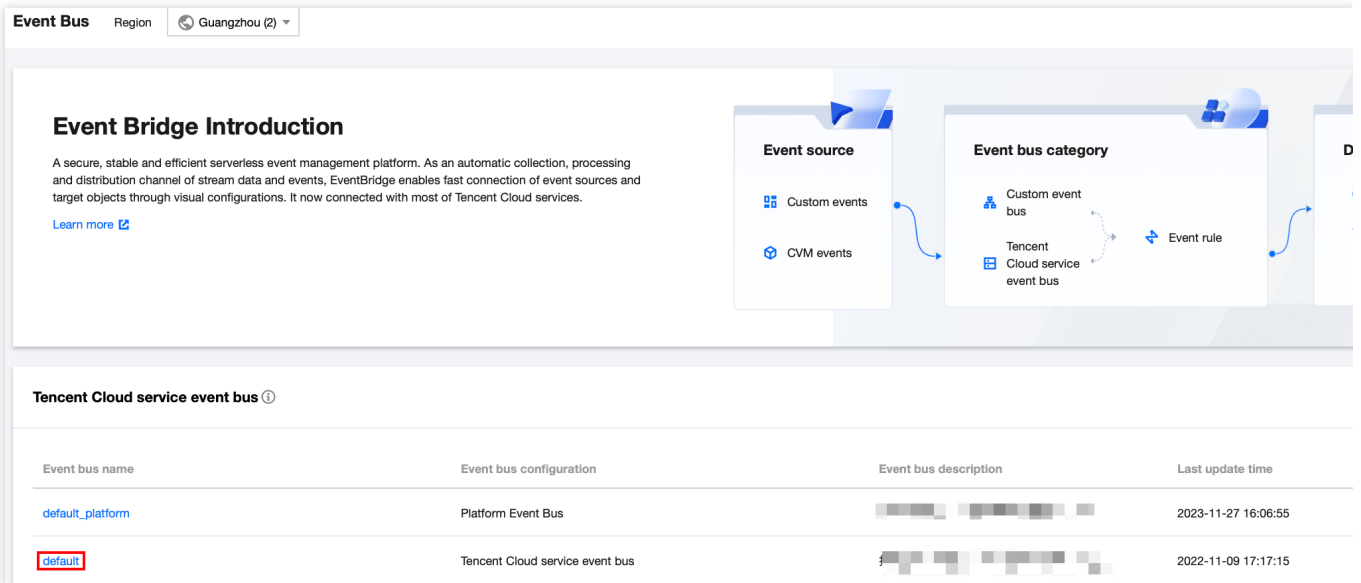 Event Bus Region Guangzhou (2)
Event Bridge Introduction
A secure, stable and efficient serverless event management platform. As an automatic collection, processing
and distribution channel of stream data and events, EventBridge enables fast connection of event sources and
target objects through visual configurations. It now connected with most of Tencent Cloud services.
Learn more
Event source
Custom events
CVM events
Event bus category
Custom event
bus
Tencent
Cloud service
event bus
Event rule
D
Tencent Cloud service event bus
Event bus name Event bus configuration Event bus description Last update time
default_platform Platform Event Bus 2023-11-27 16:06:55
default Tencent Cloud service event bus 2022-11-09 17:17:15